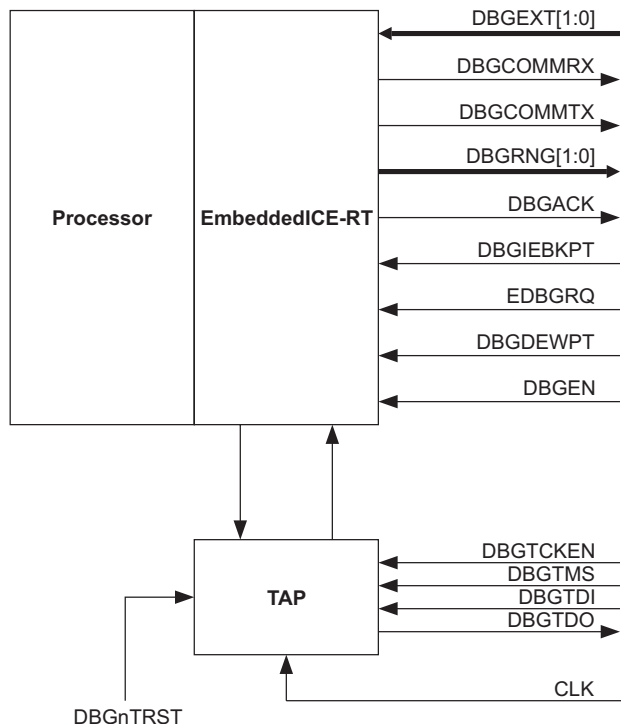 DBGEXT[1:0]
DBGCOMMRX
DBGCOMMTX
DBGRNG[1:0]
Processor
EmbeddedICE-RT
DBGACK
DBGIEBKPT
EDBGRQ
DBGDEWPT
DBGEN
DBGTCKEN
DBGTMS
TAP
DBGTDI
DBGTDO
CLK
DBGnTRST